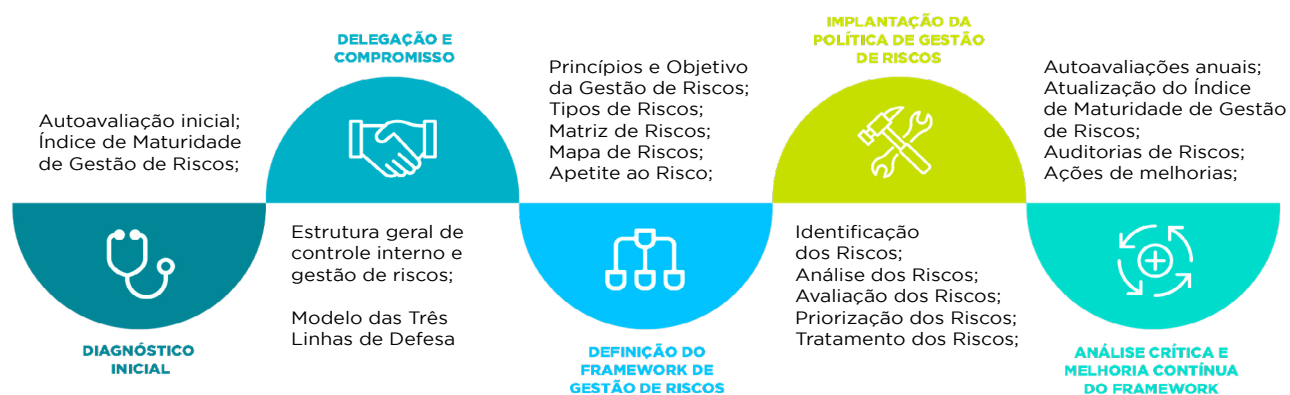 Autoavaliação inicial;
Índice de Maturidade
de Gestão de Riscos;
DIAGNÓSTICO
INICIAL
DELEGAÇÃO E
COMPROMISSO
Estrutura geral de
controle interno e
gestão de riscos;
Modelo das Três
Linhas de Defesa
Princípios e Objetivo
da Gestão de Riscos;
Tipos de Riscos;
Matriz de Riscos;
Mapa de Riscos;
Apetite ao Risco;
DEFINIÇÃO DO
FRAMEWORK DE
GESTÃO DE RISCOS
IMPLANTAÇÃO DA
POLÍTICA DE GESTÃO
DE RISCOS
Identificação
dos Riscos;
Análise dos Riscos;
Avaliação dos Riscos;
Priorização dos Riscos;
Tratamento dos Riscos;
Autoavaliações anuais;
Atualização do Índice
de Maturidade de Gestão
de Riscos;
Auditorias de Riscos;
Ações de melhorias;
ANÁLISE CRÍTICA E
MELHORIA CONTÍNUA
DO FRAMEWORK